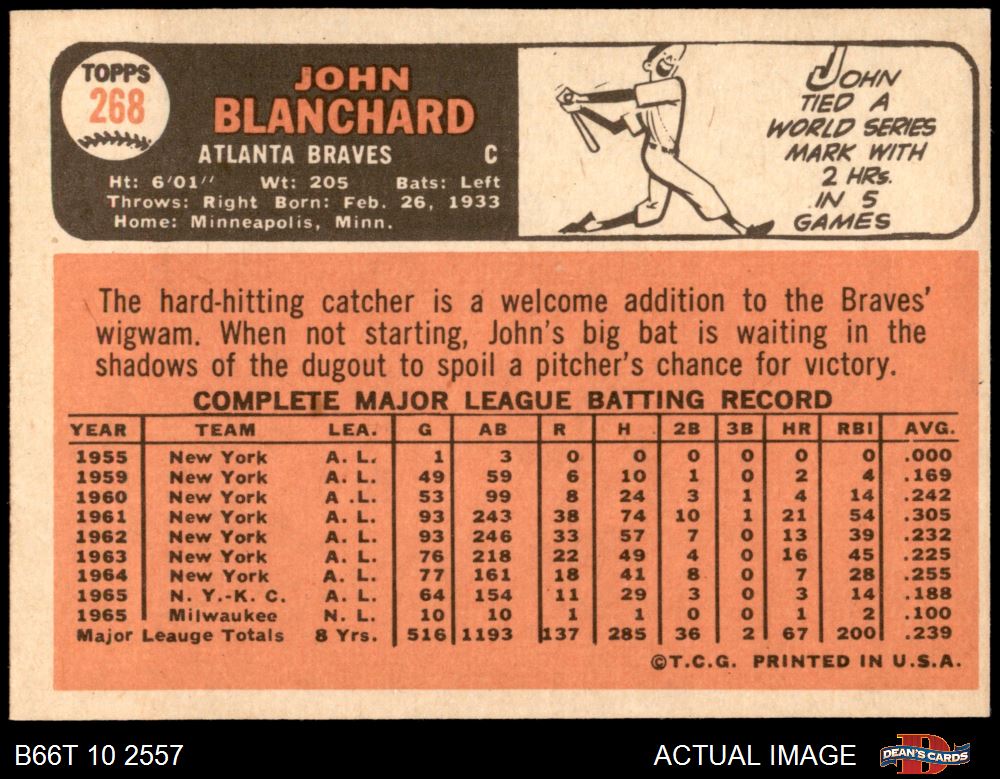 TOPPS
268
JOHN
BLANCHARD
ATLANTA BRAVES C
Ht: 6'01" Wt: 205 Bats: Left
Throws: Right Born: Feb. 26, 1933
Home: Minneapolis, Minn.
JOHN
TIED A
WORLD SERIES
MARK WITH
2 HRs.
IN 5
GAMES
The hard-hitting catcher is a welcome addition to the Braves'
wigwam. When not starting, John's big bat is waiting in the
shadows of the dugout to spoil a pitcher's chance for victory.
COMPLETE MAJOR LEAGUE BATTING RECORD
YEAR TEAM LEA. G AB R H 2B 3B HR RBI AVG.
1955 New York A. L. 1 3 0 0 0 0 0 0 .000
1959 New York A. L. 49 59 6 10 1 0 2 4 .169
1960 New York A .L. 53 99 8 24 3 1 4 14 .242
1961 New York A. L. 93 243 38 74 10 1 21 54 .305
1962 New York A. L. 93 246 33 57 7 0 13 39 .232
1963 New York A. L. 76 218 22 49 4 0 16 45 .225
1964 New York A. L. 77 161 18 41 8 0 7 28 .255
1965 N. Y.-K. C. A. L. 64 154 11 29 3 0 3 14 .188
1965 Milwaukee N. L. 10 10 1 1 0 0 1 2 .100
Major Leauge Totals 8 Yrs. 516 1193 137 285 36 2 67 200 .239
©T.C.G. PRINTED IN U.S.A.
B66T 10 2557 ACTUAL IMAGE DEAN'S CARDS